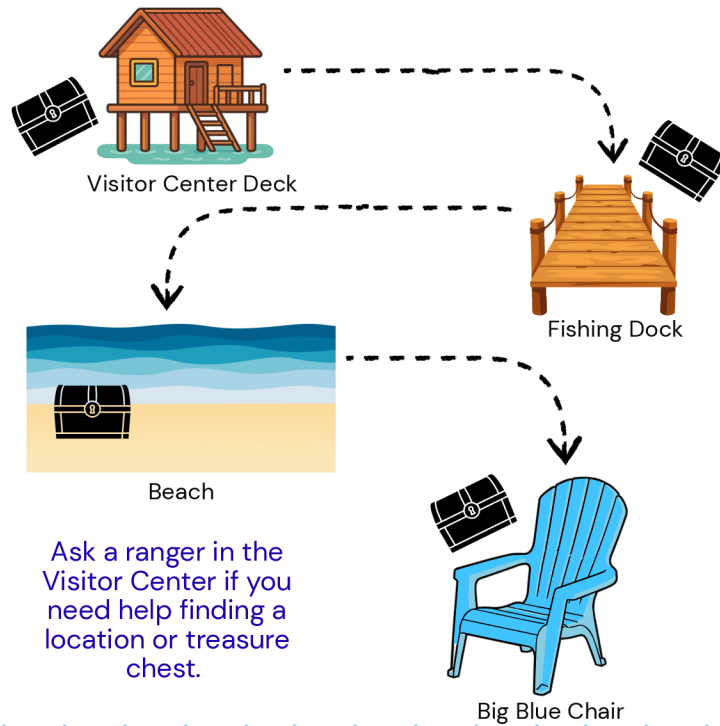 Visitor Center Deck
Fishing Dock
Beach
Ask a ranger in the
Visitor Center if you
need help finding a
location or treasure
chest.
Big Blue Chair